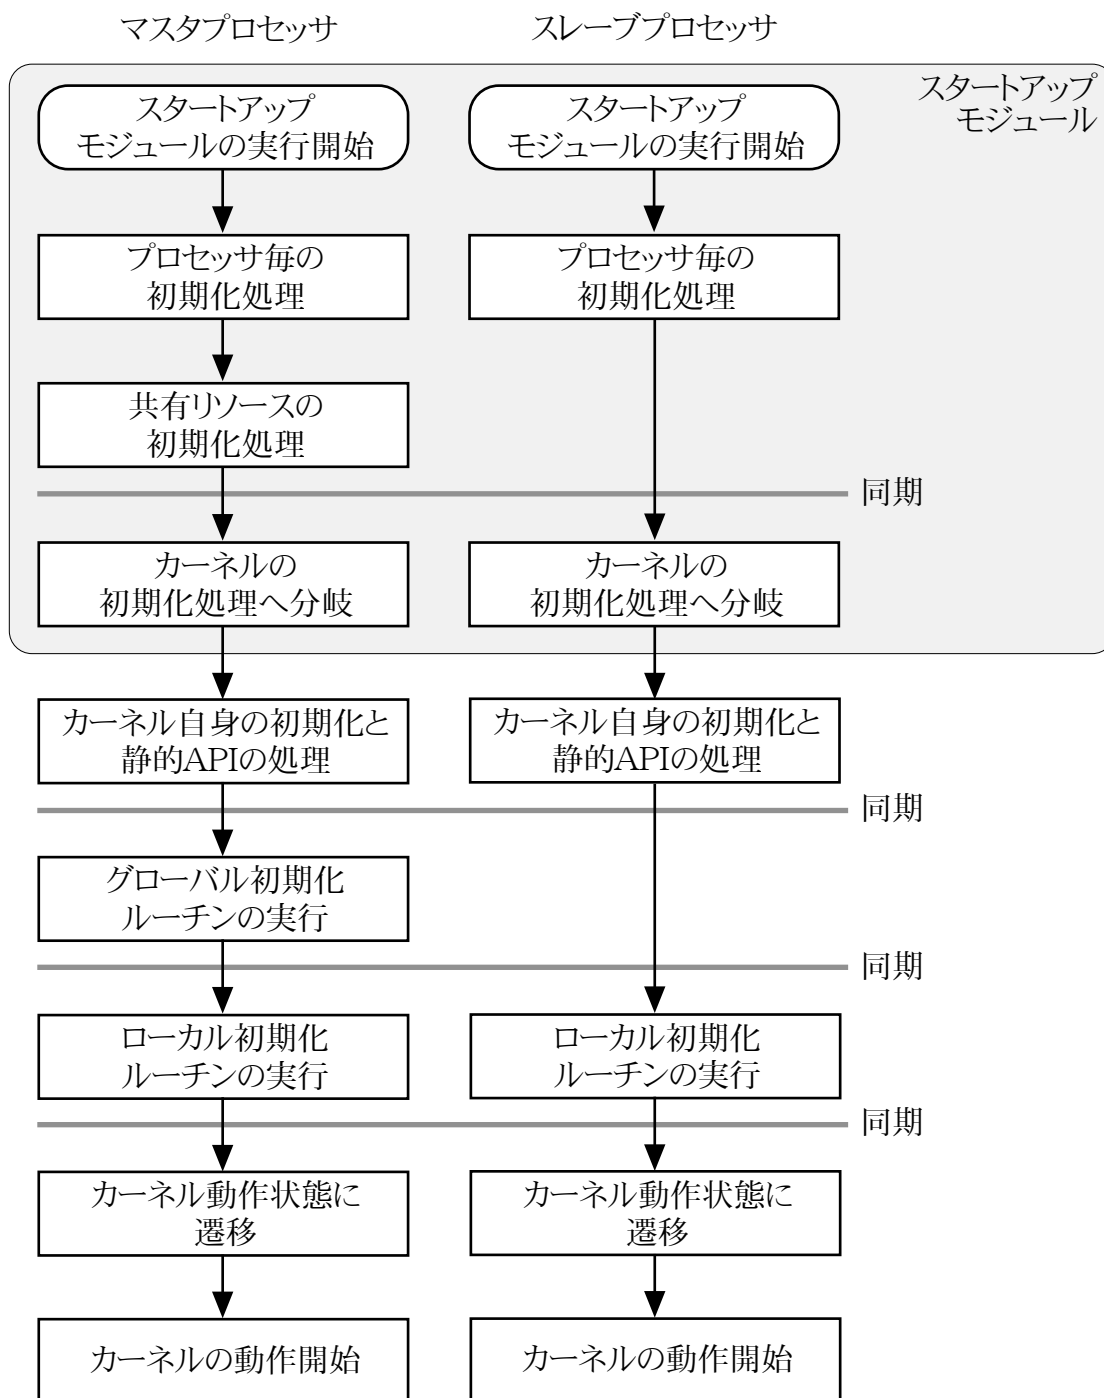 マスタプロセッサ
スレーブプロセッサ
スタートアップ
モジュール
スタートアップ
モジュールの実行開始
スタートアップ
モジュールの実行開始
プロセッサ毎の
初期化処理
プロセッサ毎の
初期化処理
共有リソースの
初期化処理
同期
カーネルの
初期化処理へ分岐
カーネルの
初期化処理へ分岐
カーネル自身の初期化と
静的APIの処理
カーネル自身の初期化と
静的APIの処理
同期
グローバル初期化
ルーチンの実行
同期
ローカル初期化
ルーチンの実行
ローカル初期化
ルーチンの実行
同期
カーネル動作状態に
遷移
カーネル動作状態に
遷移
カーネルの動作開始
カーネルの動作開始